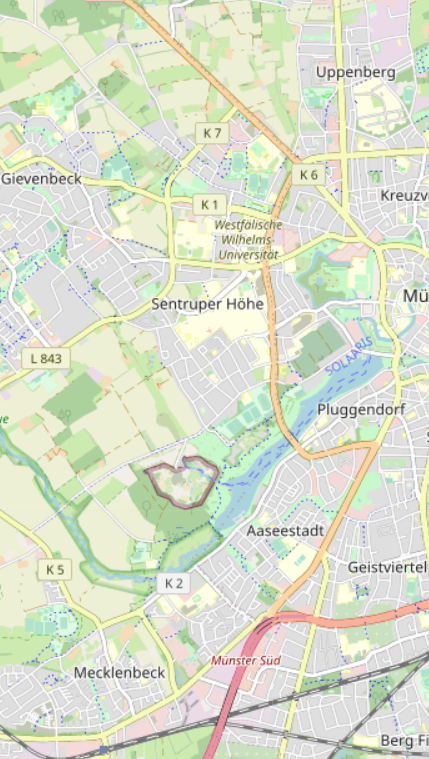 Uppenberg
K 7
K 6
Gievenbeck
Kreuzv
K 1
Westfälische
Wilhelms-
Universität
Mü
Sentruper Höhe
SOLAARIS
L 843
Pluggendorf
ue
S
Aaseestadt
K 5
Geistviertel
K 2
Münster Süd
Mecklenbeck
Berg Fi